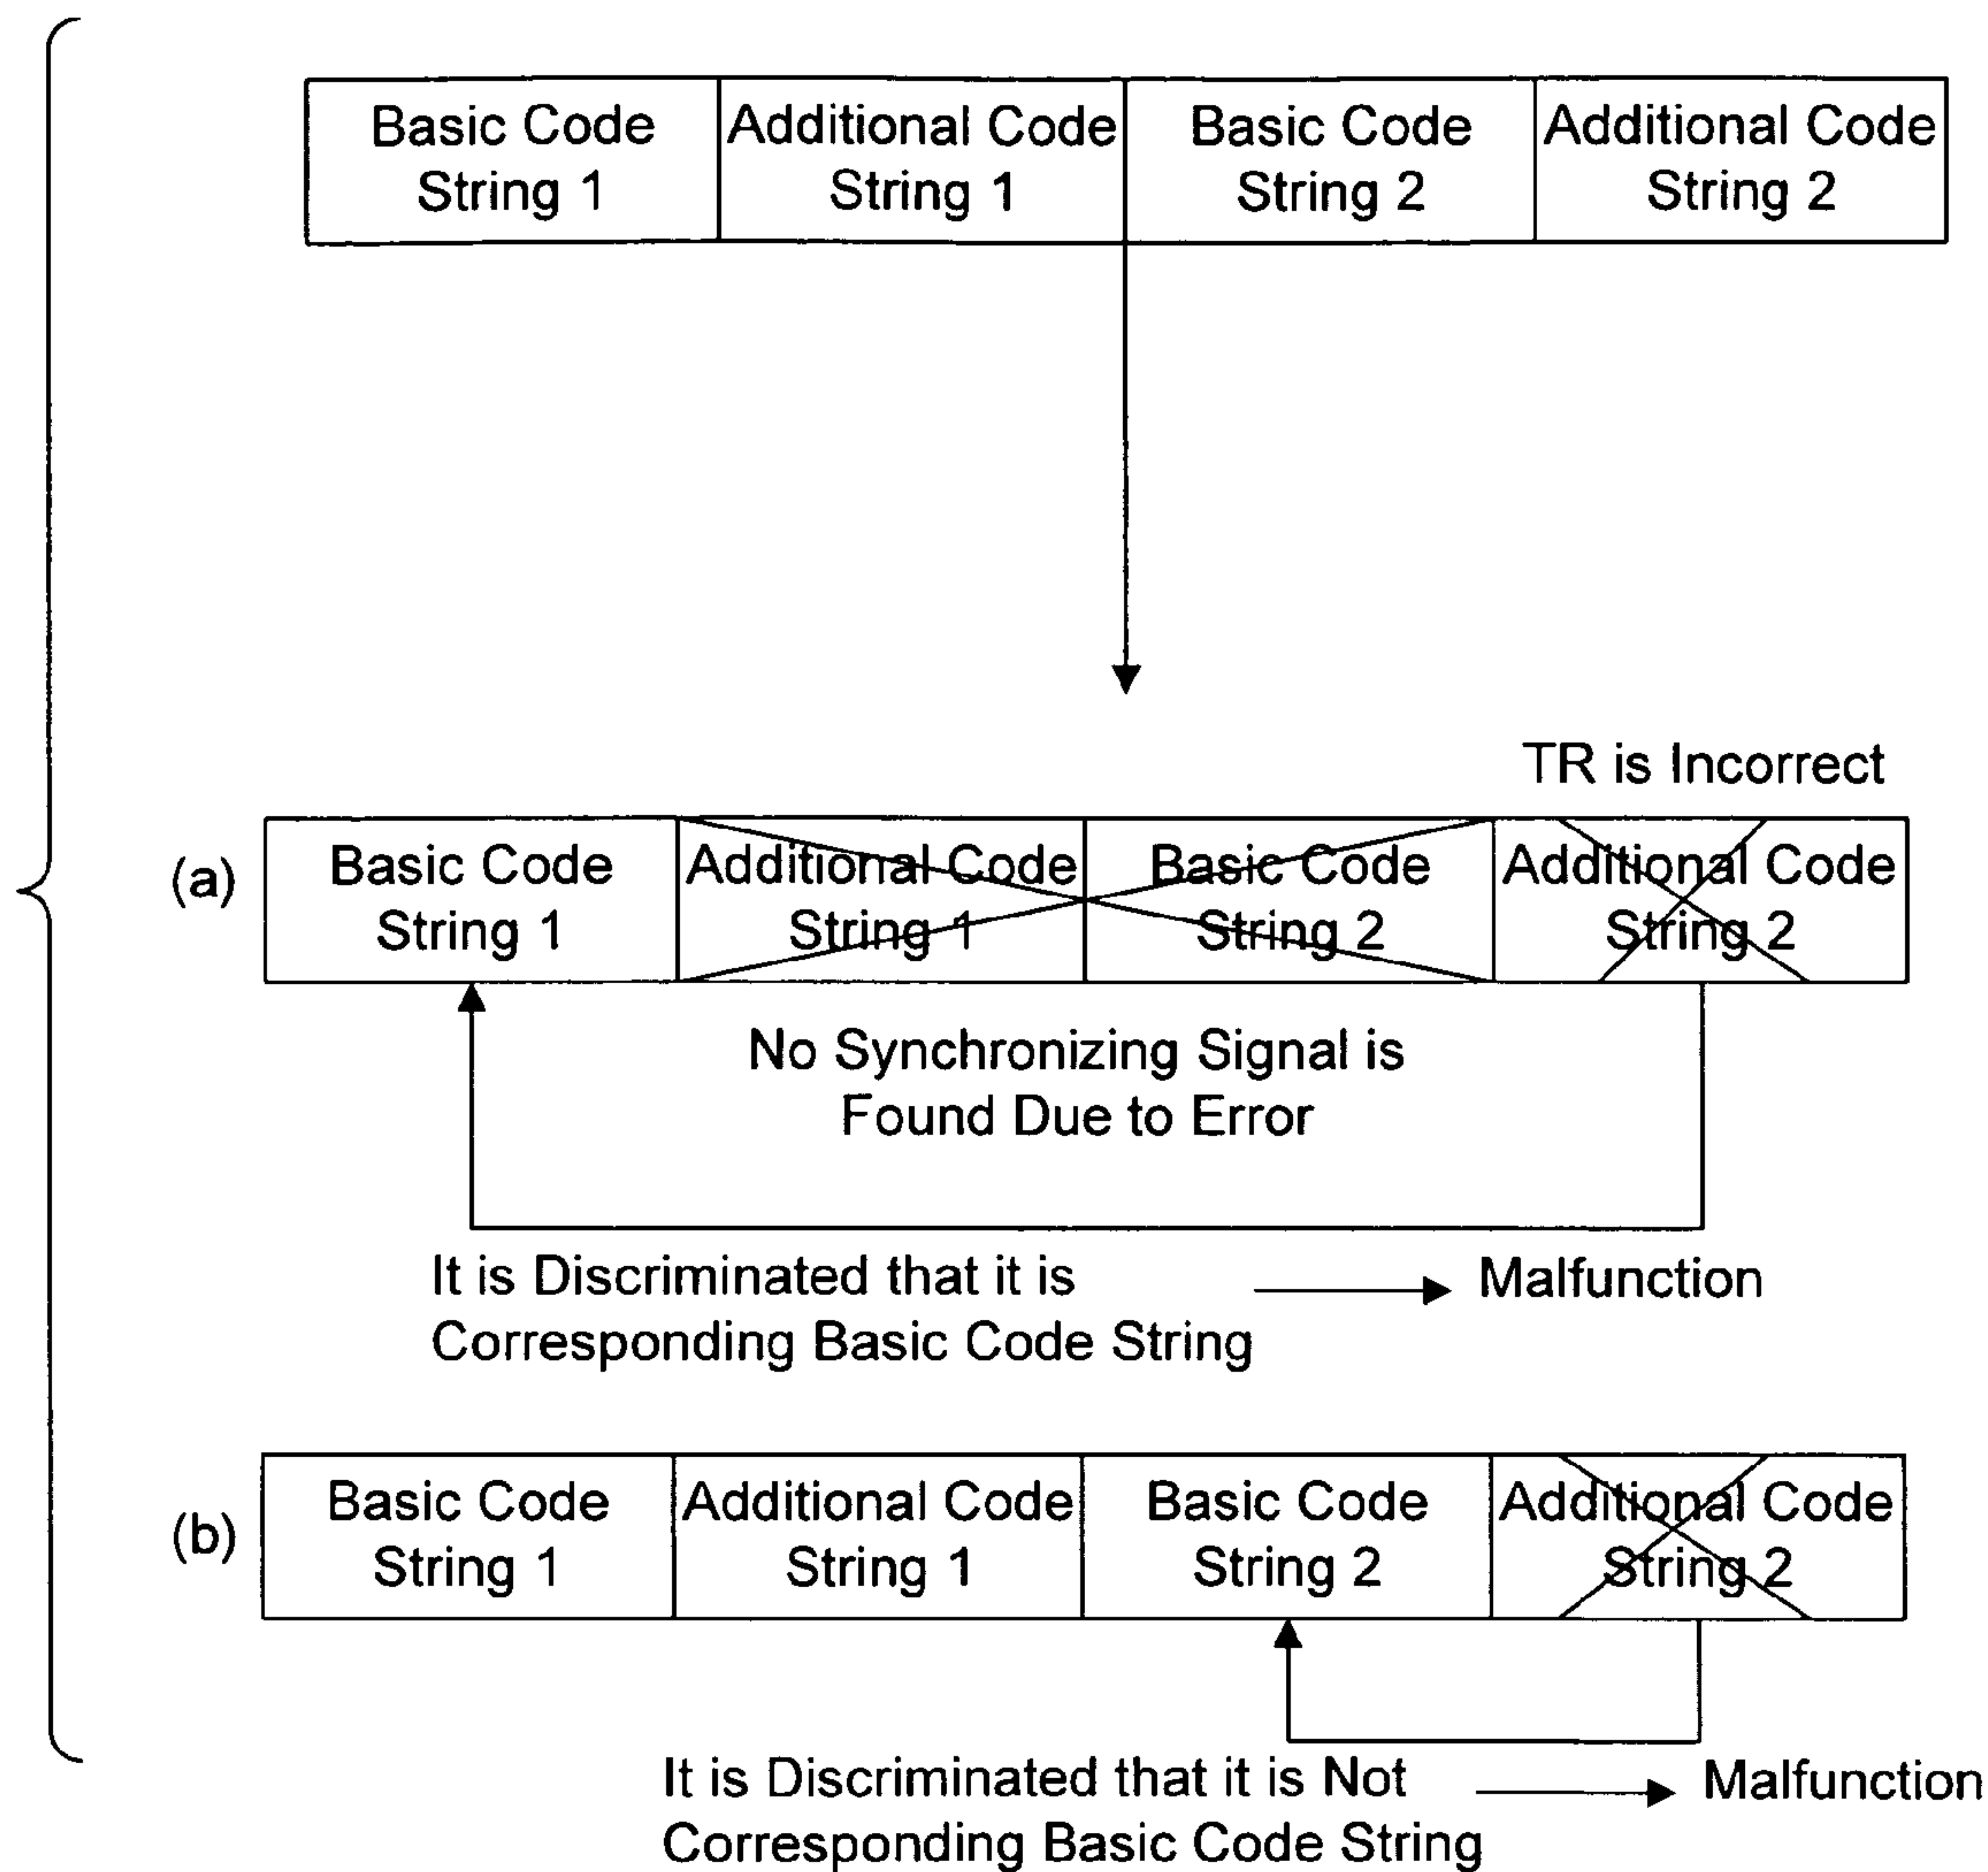 Basic Code String 1
Additional Code String 1
Basic Code String 2
Additional Code String 2
TR is Incorrect
(a)
Basic Code String 1
Additional Code String 1
Basic Code String 2
Additional Code String 2
No Synchronizing Signal is
Found Due to Error
It is Discriminated that it is
Corresponding Basic Code String
Malfunction
(b)
Basic Code String 1
Additional Code String 1
Basic Code String 2
Additional Code String 2
It is Discriminated that it is Not
Corresponding Basic Code String
Malfunction